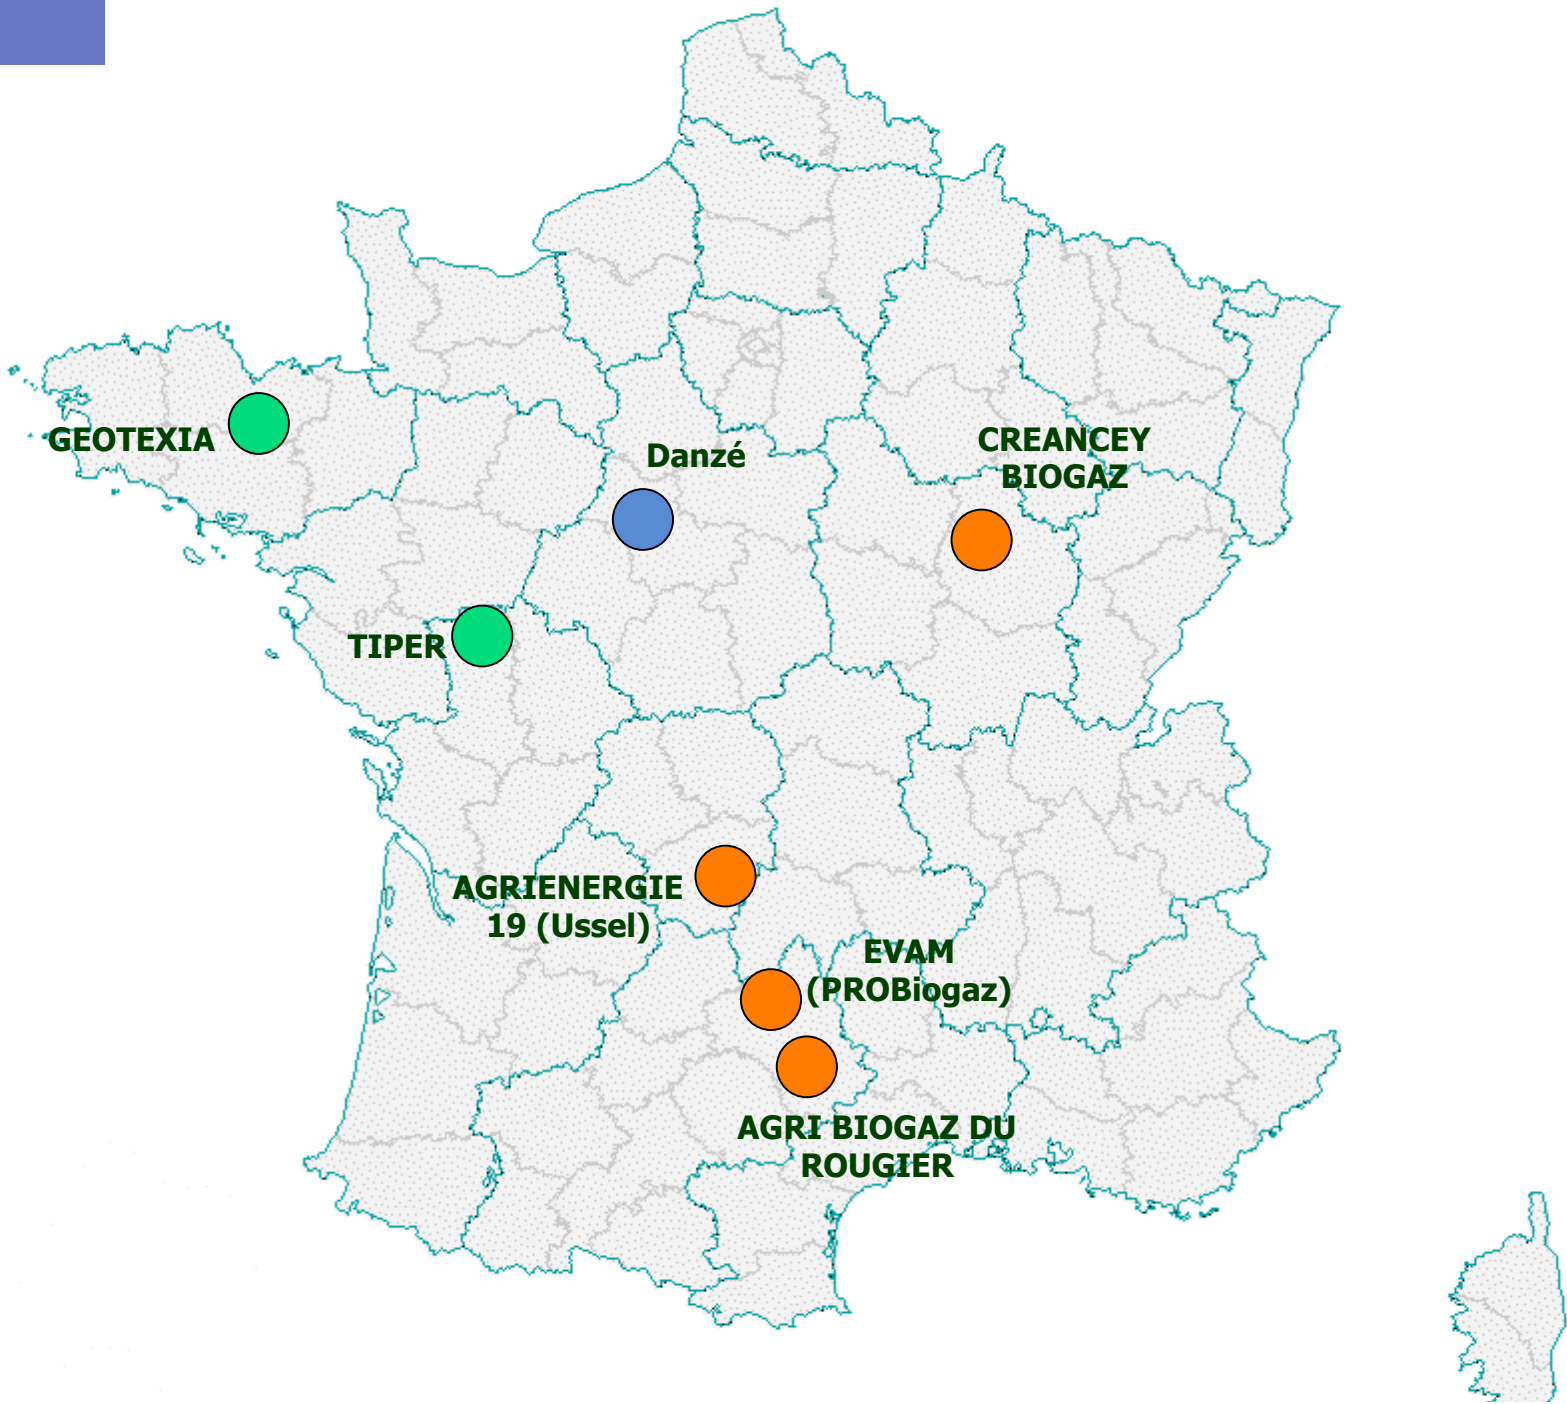 GEOTEXIA
Danzé
CREANCEY
BIOGAZ
TIPER
AGRIENERGIE
19 (Ussel)
EVAM
(PROBiogaz)
AGRI BIOGAZ DU
ROUGIER